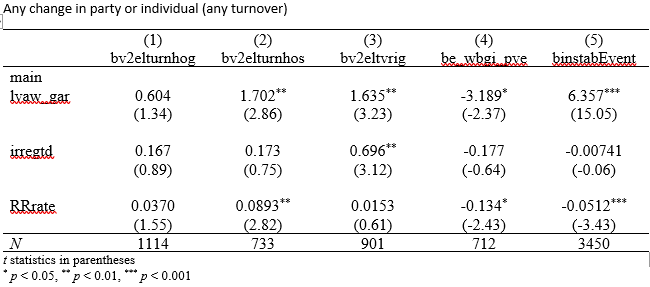 Any change in party or individual (any turnover)
(1) (2) (3) (4) (5)
bv2elturnhog bv2elturnhos bv2eltvrig be_wbgi_pve binstabEvent
main
lyaw_gar 0.604 1.702** 1.635** -3.189* 6.357***
(1.34) (2.86) (3.23) (-2.37) (15.05)
irregtd 0.167 0.173 0.696** -0.177 -0.00741
(0.89) (0.75) (3.12) (-0.64) (-0.06)
RRrate 0.0370 0.0893** 0.0153 -0.134* -0.0512***
(1.55) (2.82) (0.61) (-2.43) (-3.43)
N 1114 733 901 712 3450
t statistics in parentheses
* p < 0.05, ** p < 0.01, *** p < 0.001